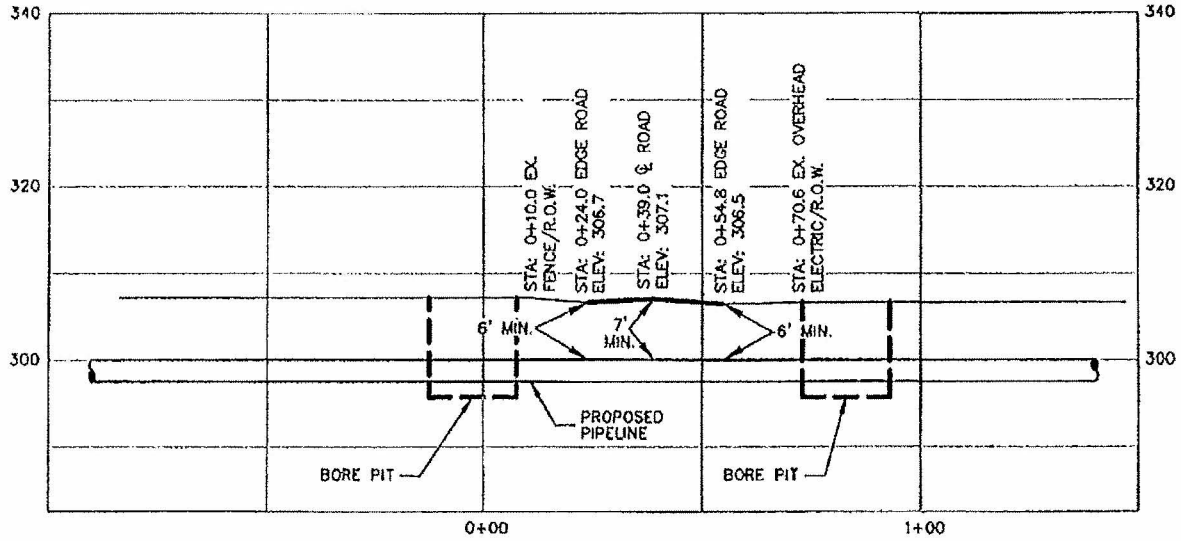 340
340
320
320
300
300
STA: 0+10.0 EX.
FENCE/R.O.W.
STA: 0+24.0 EDGE ROAD
ELEV: 306.7
STA: 0+39.0 ℄ ROAD
ELEV: 307.1
STA: 0+54.8 EDGE ROAD
ELEV: 306.5
STA: 0+70.6 EX. OVERHEAD
ELECTRIC/R.O.W.
6' MIN.
7'
MIN.
6' MIN.
PROPOSED
PIPELINE
BORE PIT
BORE PIT
0+00
1+00